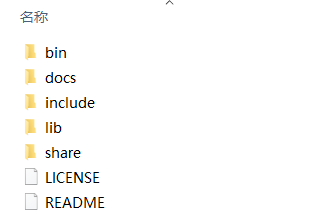 名称
bin
docs
include
lib
share
LICENSE
README